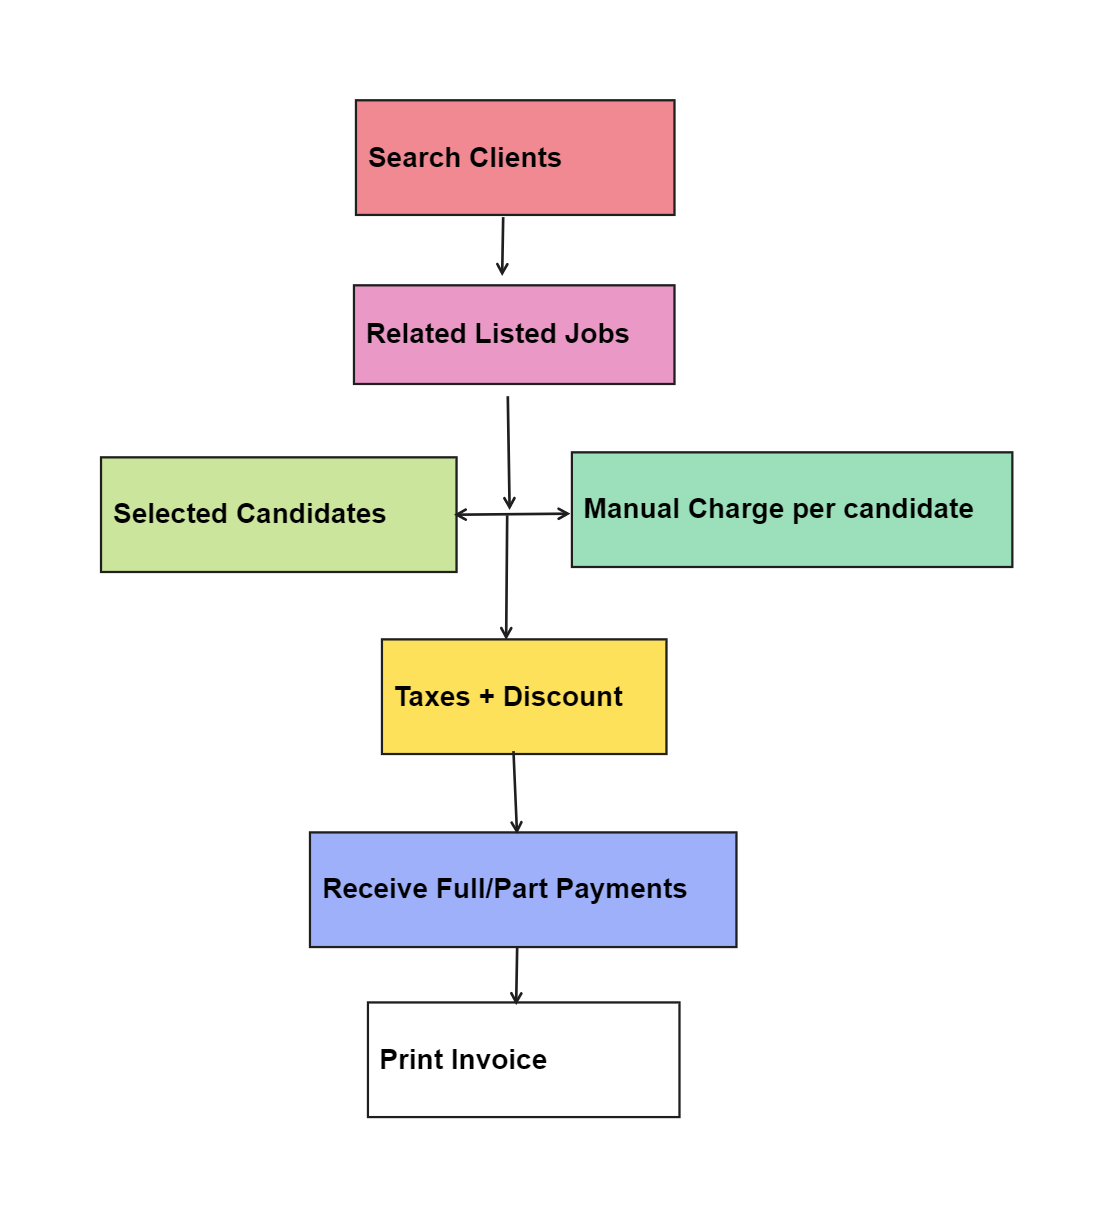 Search Clients
Related Listed Jobs
Selected Candidates
Manual Charge per candidate
Taxes + Discount
Receive Full/Part Payments
Print Invoice